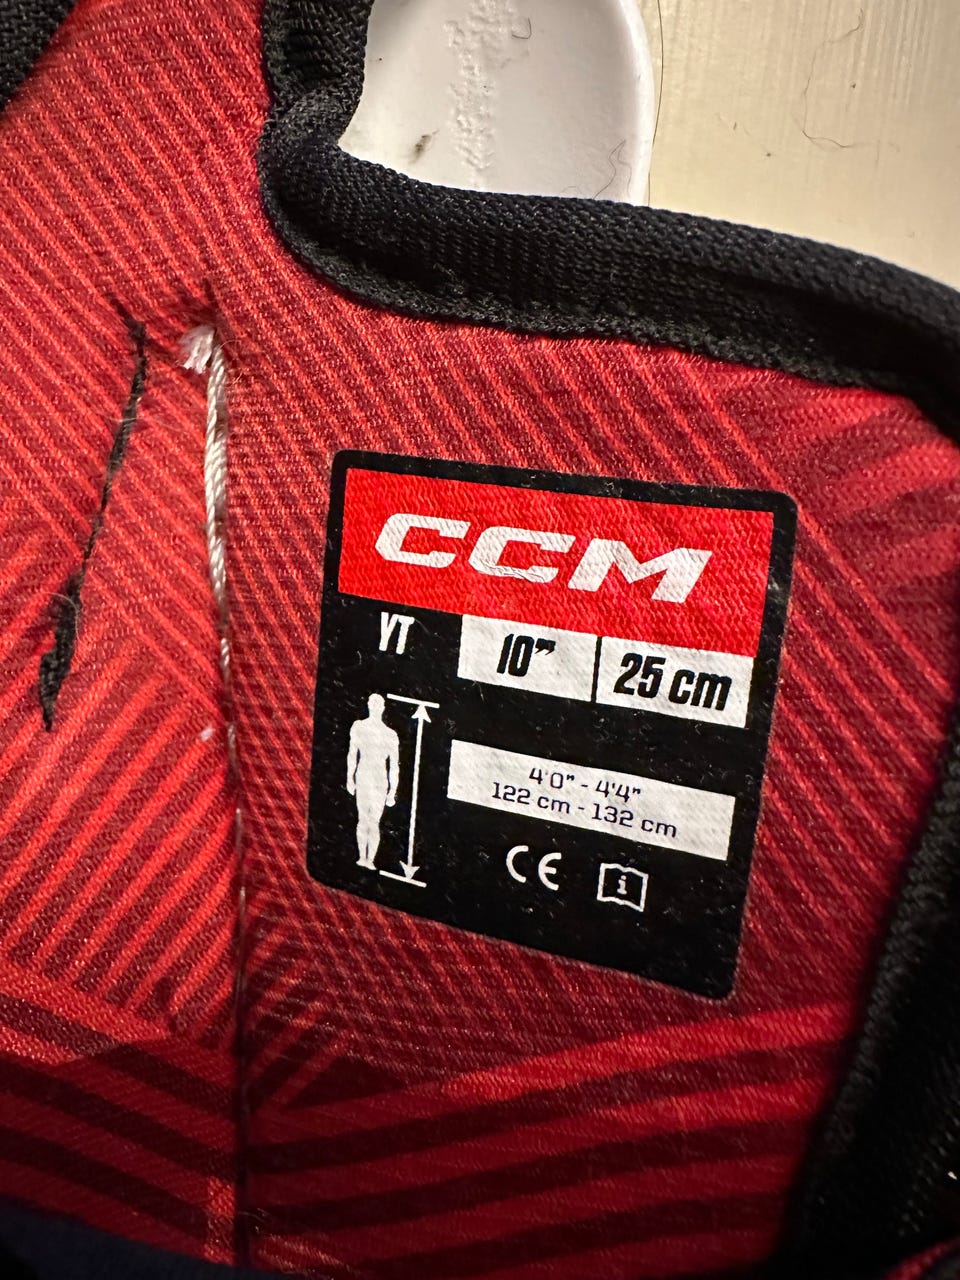 CCM
YT 10" 25 cm
4'0" - 4'4"
122 cm - 132 cm
CE i